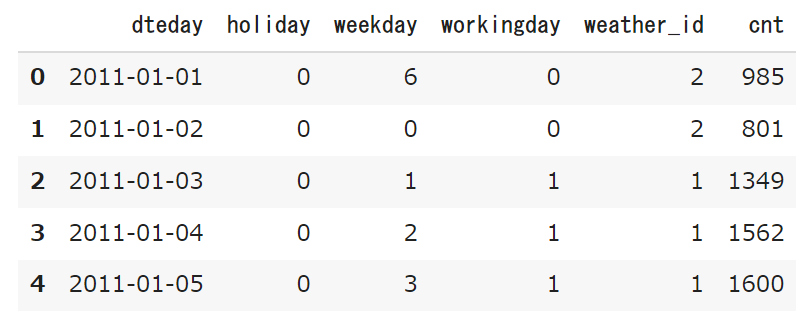 dteday holiday weekday workingday weather_id cnt
0 2011-01-01 0 6 0 2 985
1 2011-01-02 0 0 0 2 801
2 2011-01-03 0 1 1 1 1349
3 2011-01-04 0 2 1 1 1562
4 2011-01-05 0 3 1 1 1600